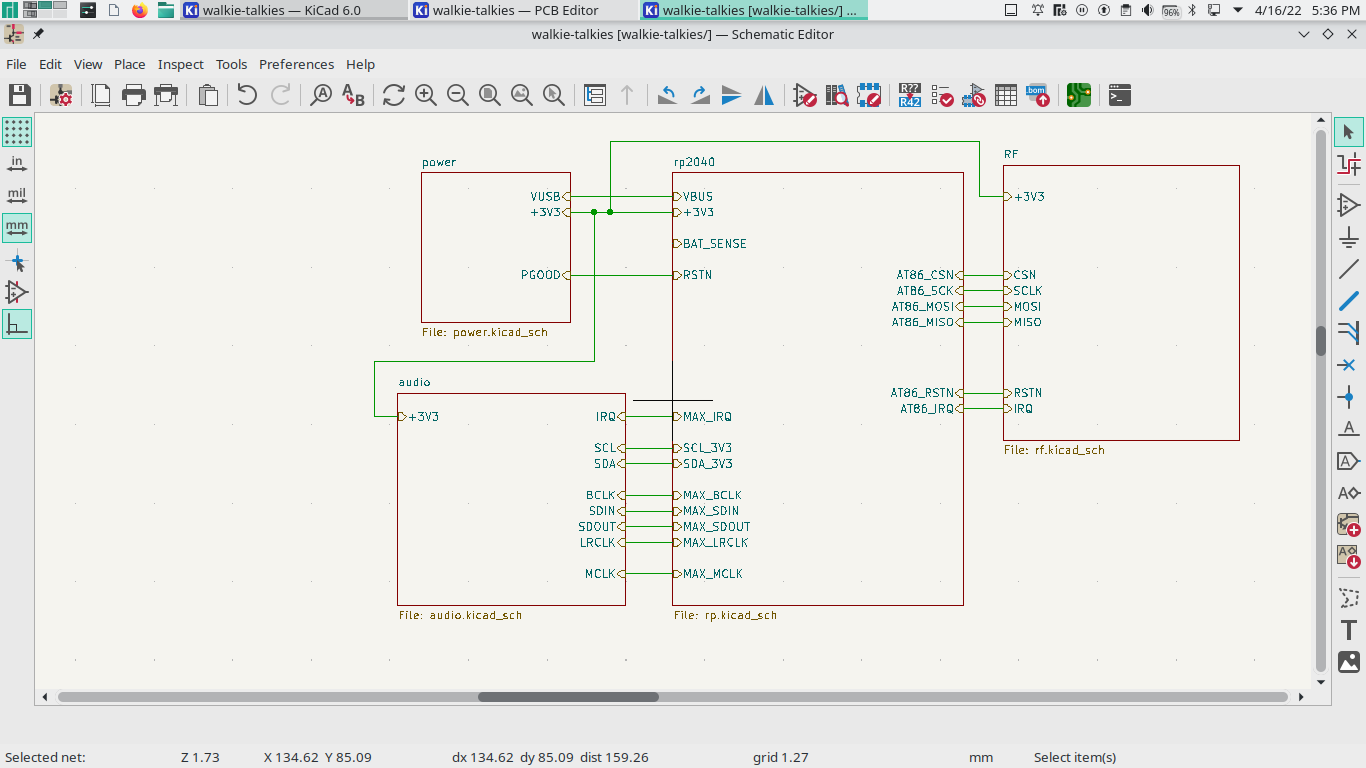 walkie-talkies — KiCad 6.0
walkie-talkies — PCB Editor
walkie-talkies [walkie-talkies/] ...
96%
4/16/22
5:36 PM
walkie-talkies [walkie-talkies/] — Schematic Editor
File Edit View Place Inspect Tools Preferences Help
A
A B
R??
R42
bom
in
mil
mm
power
VUSB
+3V3
PGOOD
File: power.kicad_sch
rp2040
VBUS
+3V3
BAT_SENSE
RSTN
MAX_IRQ
SCL_3V3
SDA_3V3
MAX_BCLK
MAX_SDIN
MAX_SDOUT
MAX_LRCLK
MAX_MCLK
AT86_CSN
AT86_SCK
AT86_MOSI
AT86_MISO
AT86_RSTN
AT86_IRQ
File: rp.kicad_sch
RF
+3V3
CSN
SCLK
MOSI
MISO
RSTN
IRQ
File: rf.kicad_sch
audio
+3V3
IRQ
SCL
SDA
BCLK
SDIN
SDOUT
LRCLK
MCLK
File: audio.kicad_sch
A
A
A
A
T
Selected net:
Z 1.73
X 134.62 Y 85.09
dx 134.62 dy 85.09 dist 159.26
grid 1.27
mm
Select item(s)